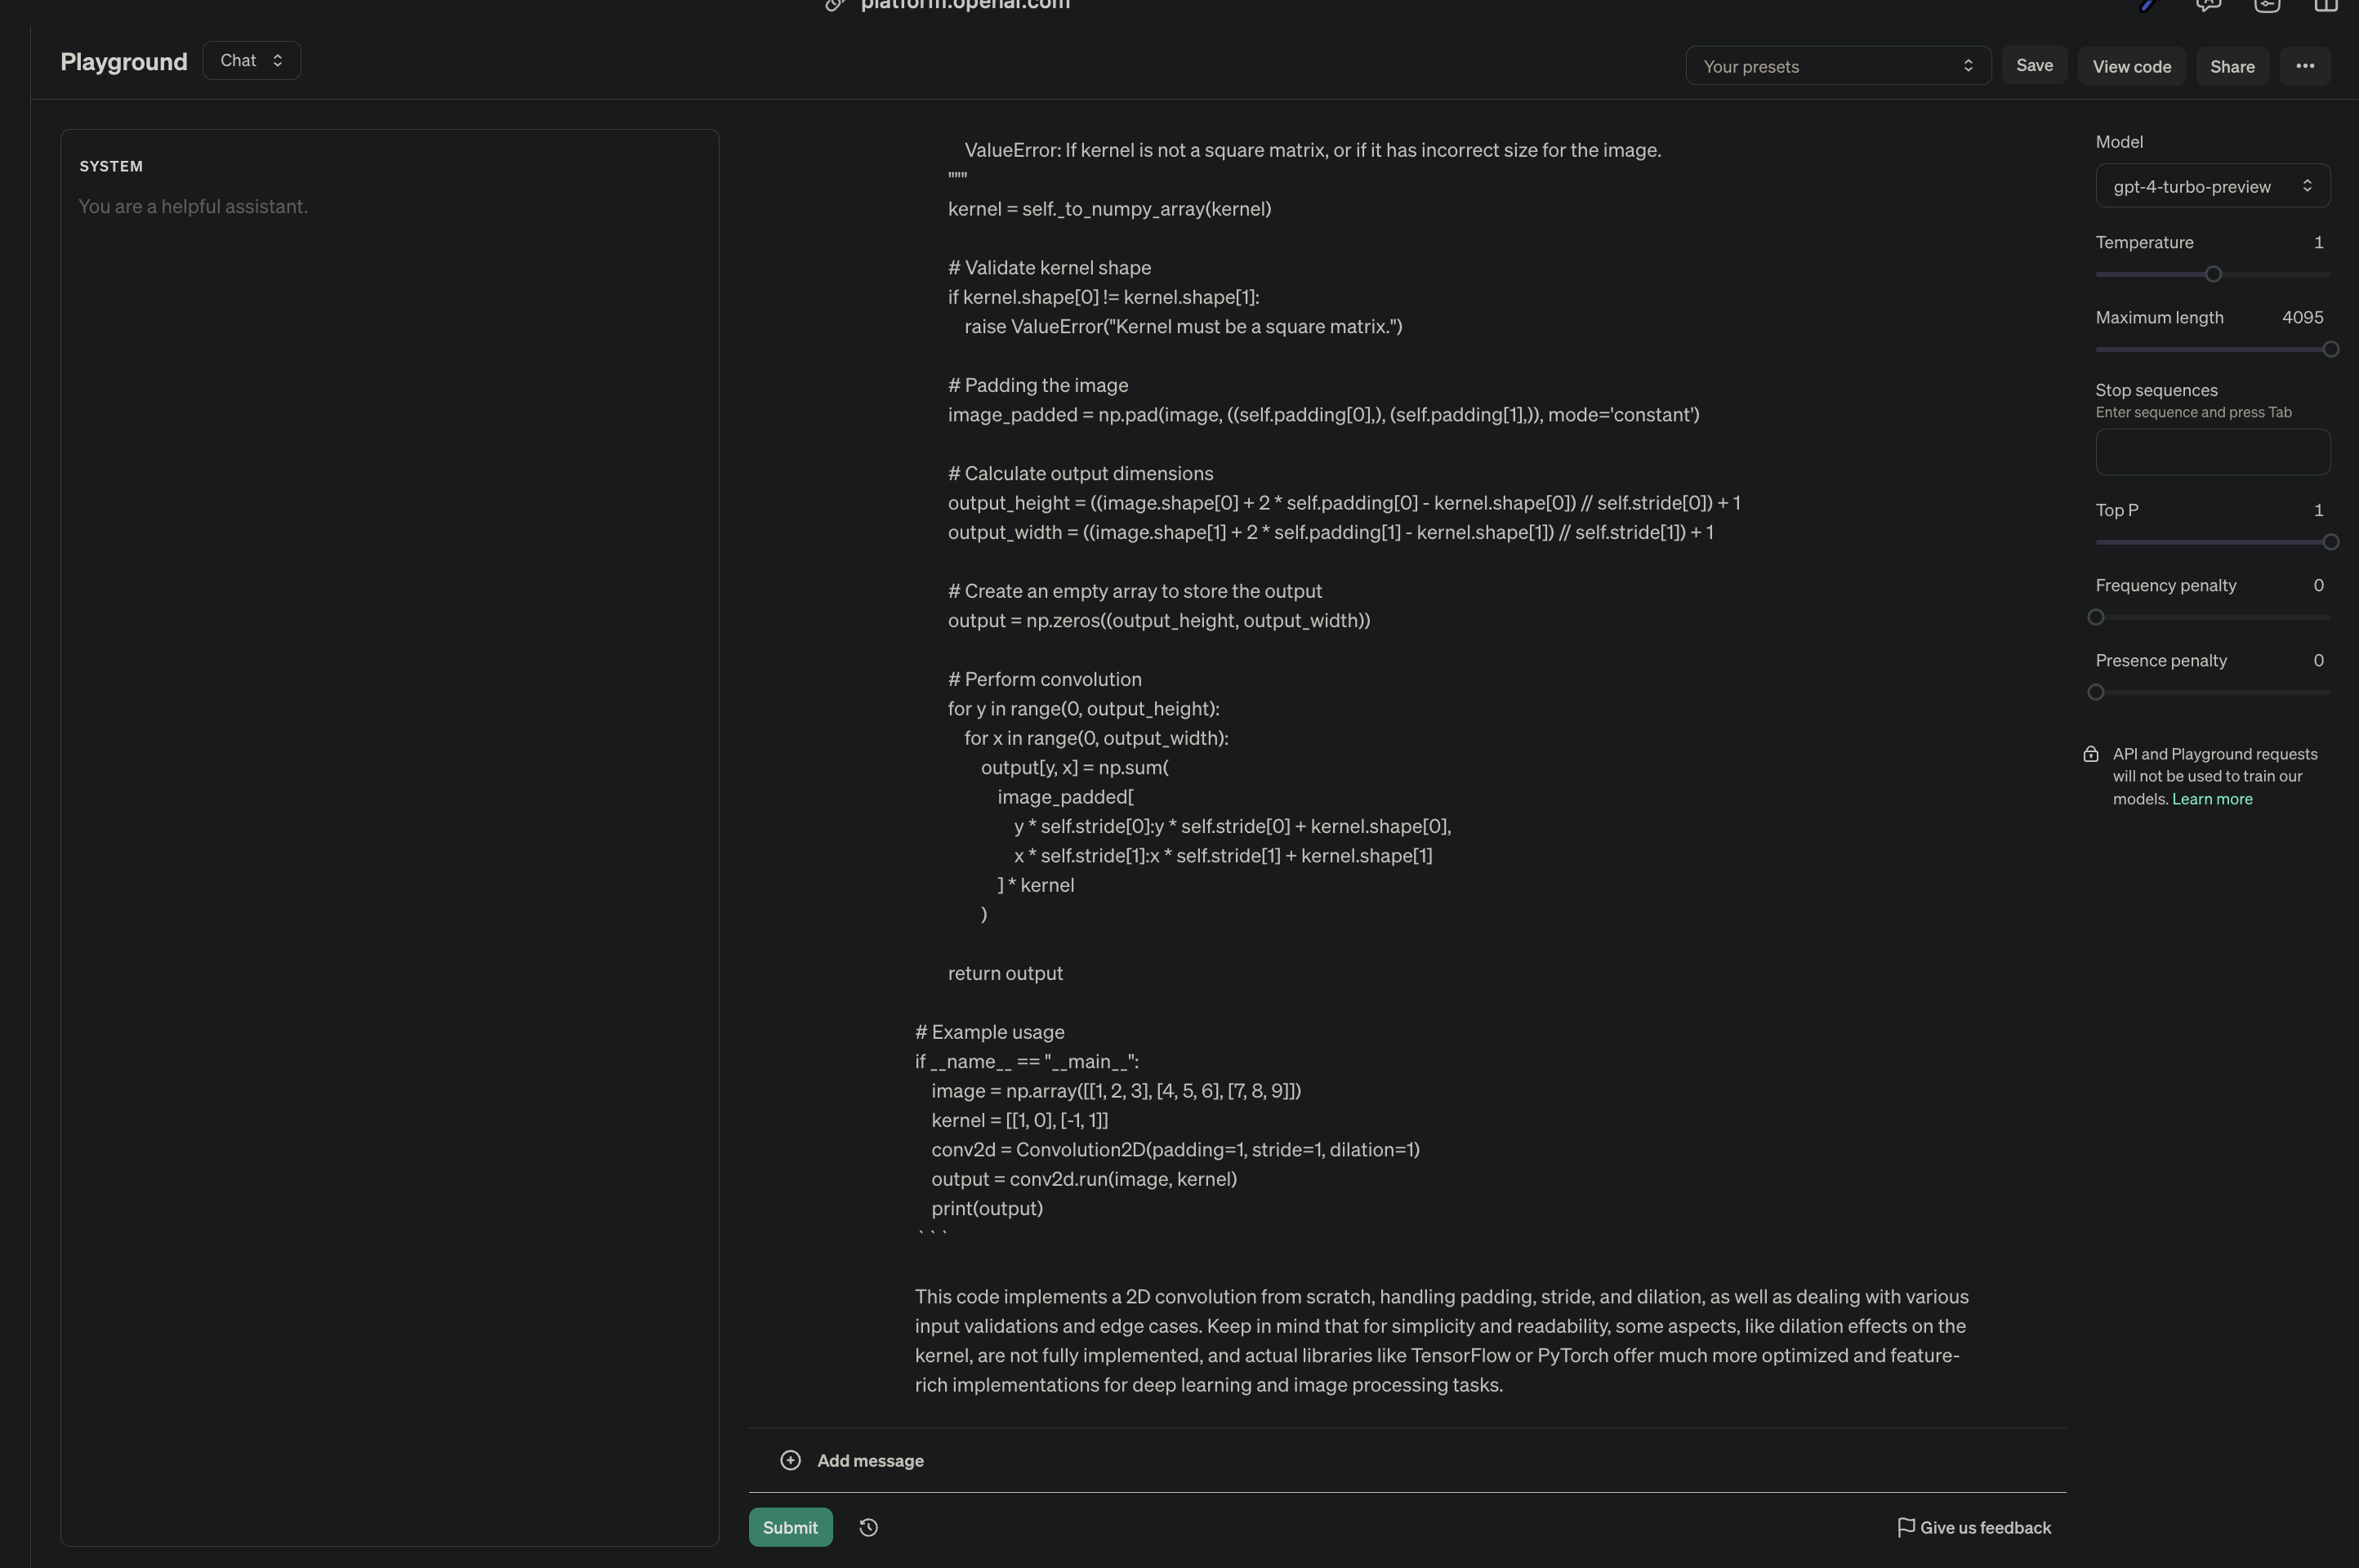 platform.openai.com
Playground
Chat
Your presets
Save
View code
Share
SYSTEM
You are a helpful assistant.
ValueError: If kernel is not a square matrix, or if it has incorrect size for the image.
"""
kernel = self._to_numpy_array(kernel)
# Validate kernel shape
if kernel.shape[0] != kernel.shape[1]:
raise ValueError("Kernel must be a square matrix.")
# Padding the image
image_padded = np.pad(image, ((self.padding[0],), (self.padding[1],)), mode='constant')
# Calculate output dimensions
output_height = ((image.shape[0] + 2 * self.padding[0] - kernel.shape[0]) // self.stride[0]) + 1
output_width = ((image.shape[1] + 2 * self.padding[1] - kernel.shape[1]) // self.stride[1]) + 1
# Create an empty array to store the output
output = np.zeros((output_height, output_width))
# Perform convolution
for y in range(0, output_height):
for x in range(0, output_width):
output[y, x] = np.sum(
image_padded[
y * self.stride[0]:y * self.stride[0] + kernel.shape[0],
x * self.stride[1]:x * self.stride[1] + kernel.shape[1]
] * kernel
)
return output
# Example usage
if __name__ == "__main__":
image = np.array([[1, 2, 3], [4, 5, 6], [7, 8, 9]])
kernel = [[1, 0], [-1, 1]]
conv2d = Convolution2D(padding=1, stride=1, dilation=1)
output = conv2d.run(image, kernel)
print(output)
```
This code implements a 2D convolution from scratch, handling padding, stride, and dilation, as well as dealing with various
input validations and edge cases. Keep in mind that for simplicity and readability, some aspects, like dilation effects on the
kernel, are not fully implemented, and actual libraries like TensorFlow or PyTorch offer much more optimized and feature-
rich implementations for deep learning and image processing tasks.
Add message
Submit
Give us feedback
Model
gpt-4-turbo-preview
Temperature 1
Maximum length 4095
Stop sequences
Enter sequence and press Tab
Top P 1
Frequency penalty 0
Presence penalty 0
API and Playground requests
will not be used to train our
models. Learn more